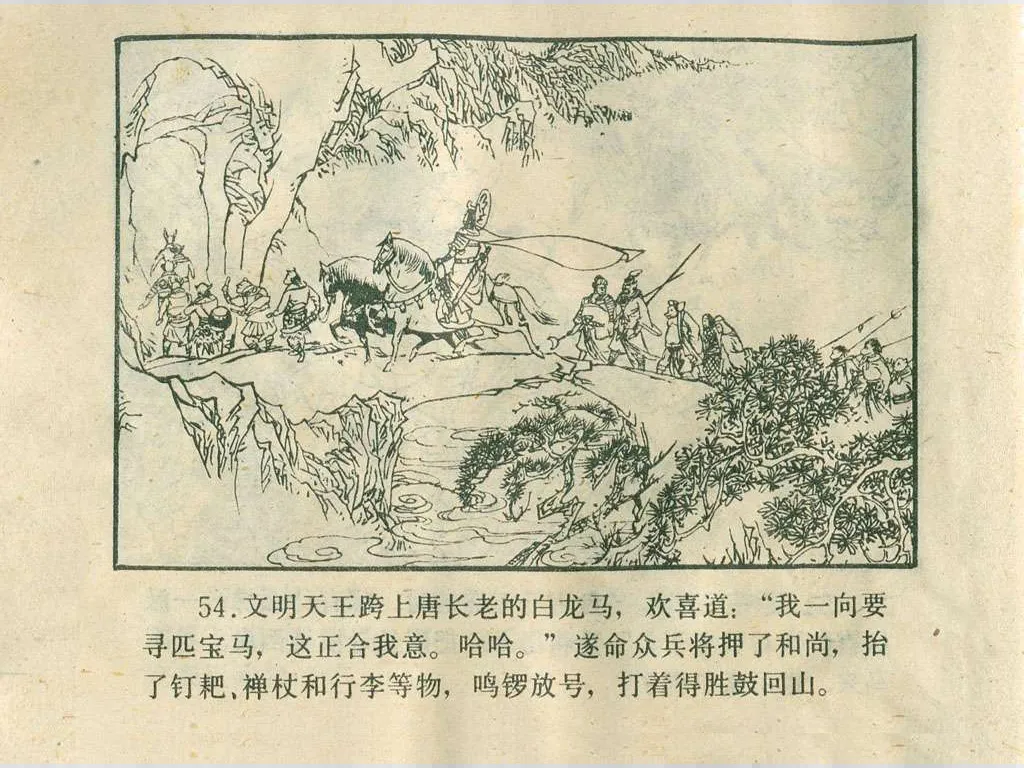 54.文明天王跨上唐长老的白龙马，欢喜道：“我一向要
寻匹宝马，这正合我意。哈哈。”遂命众兵将押了和尚，抬
了钉耙、禅杖和行李等物，鸣锣放号，打着得胜鼓回山。